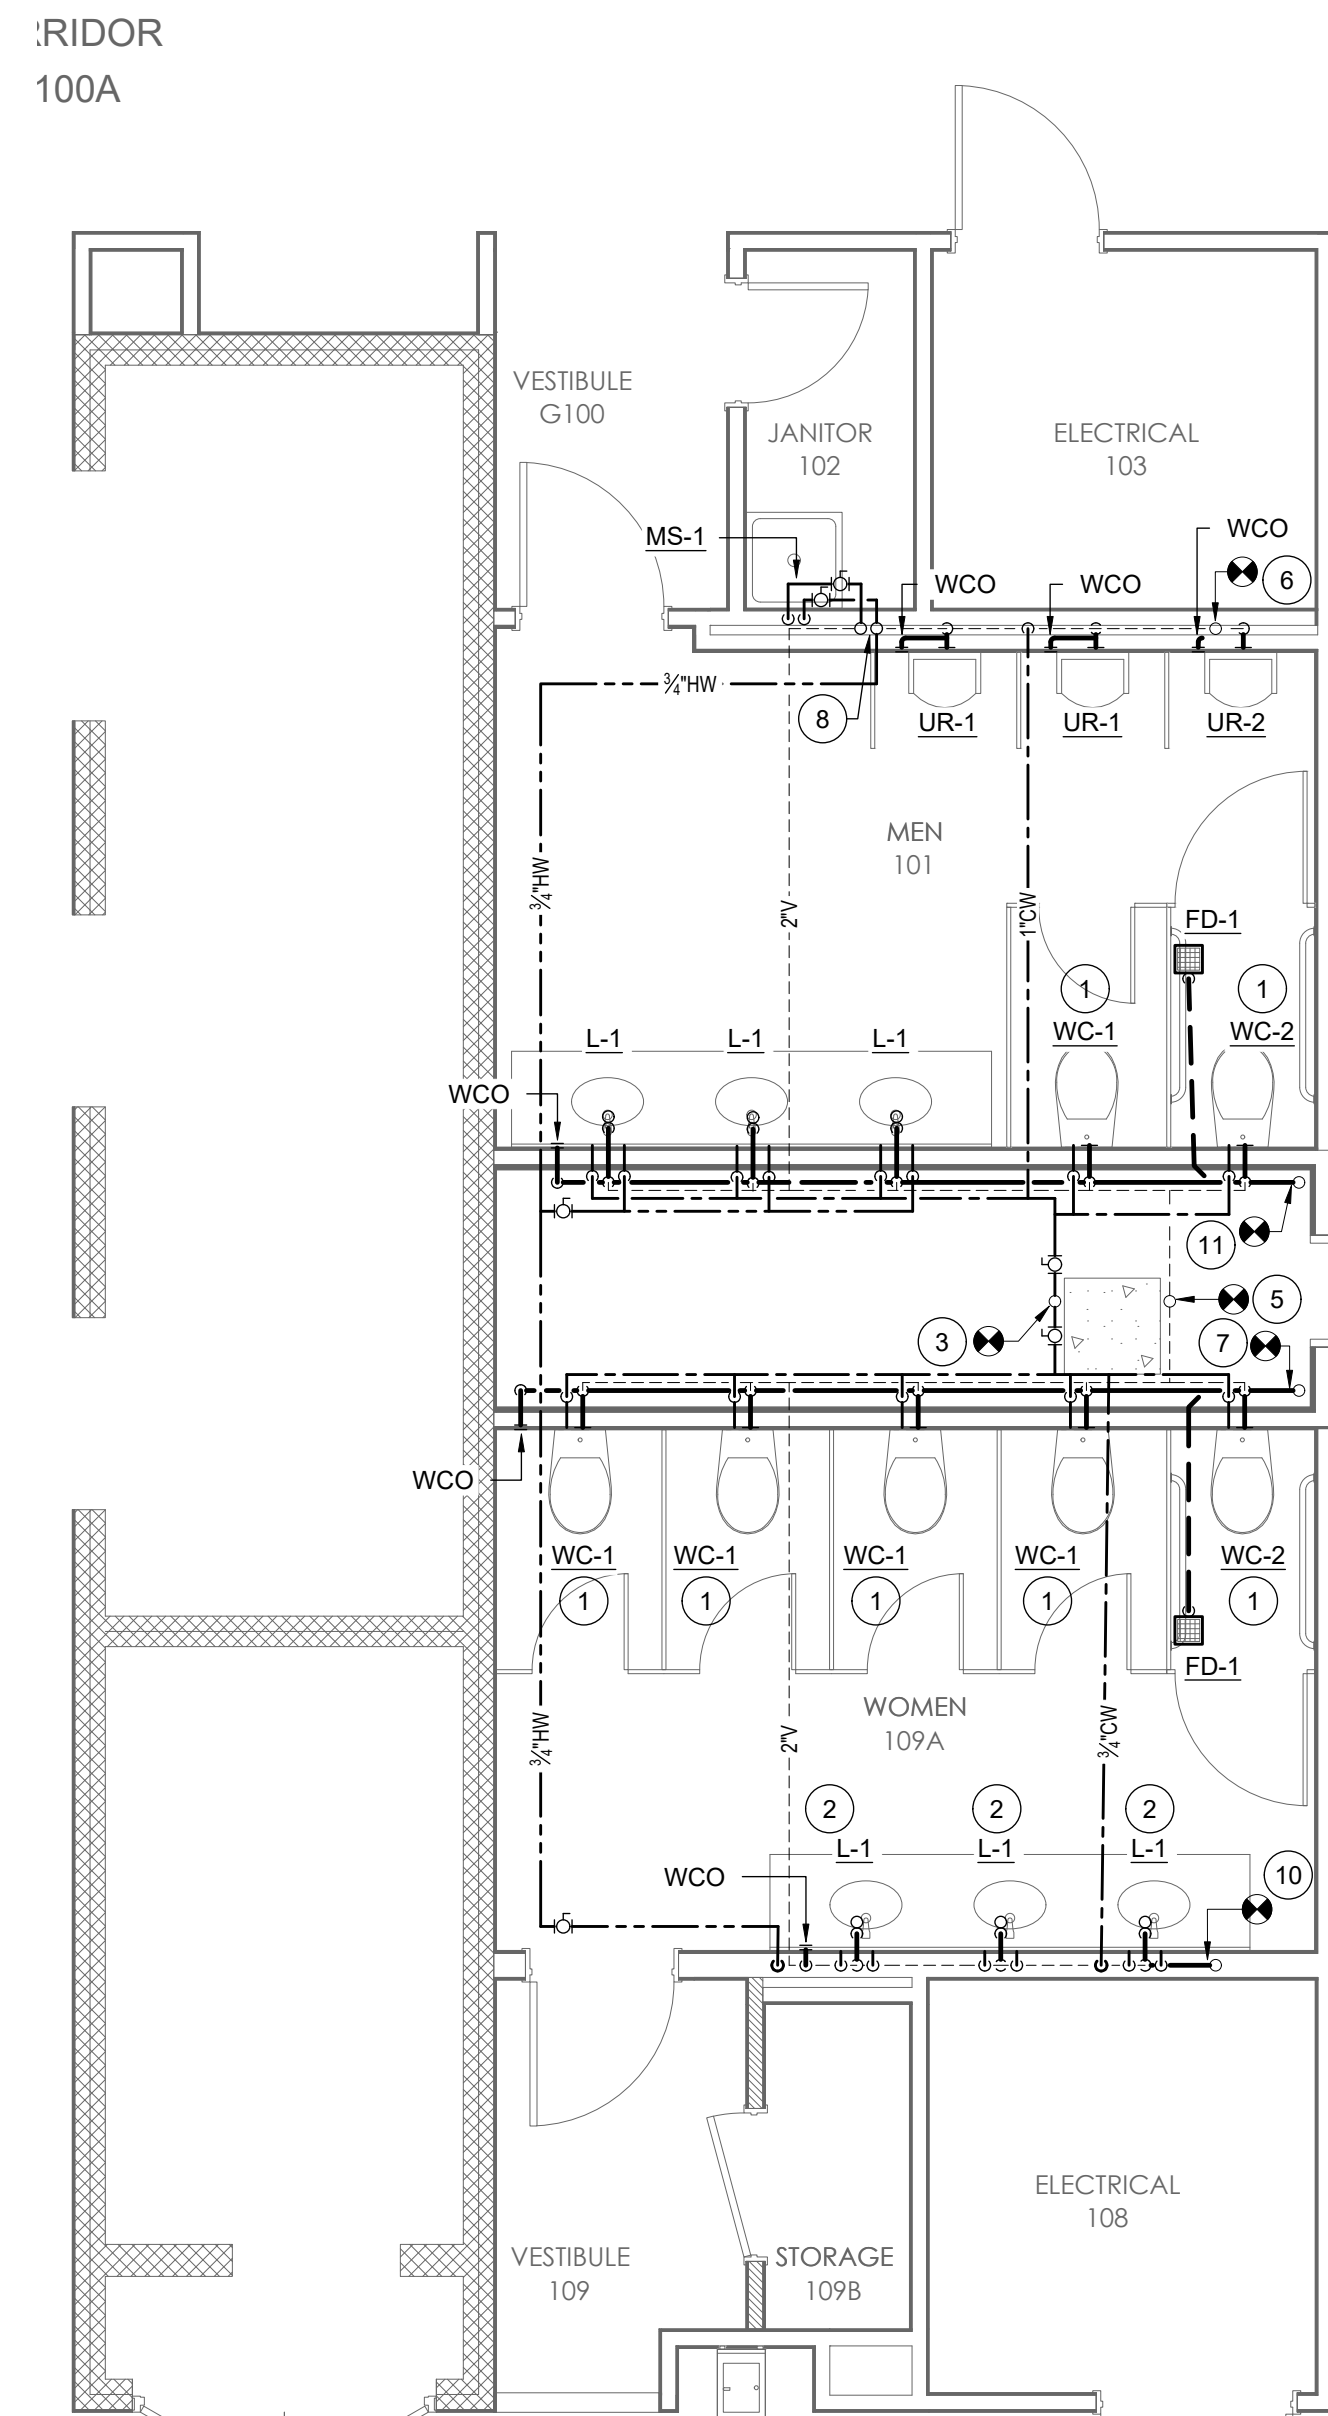 RRIDOR
100A
VESTIBULE
G100
JANITOR
102
ELECTRICAL
103
MS-1
WCO
WCO
WCO
6
3/4"HW
8
UR-1
UR-1
UR-2
MEN
101
3/4"HW
2"V
1"CW
FD-1
1
1
WC-1
WC-2
L-1
L-1
L-1
WCO
11
5
3
7
WCO
WC-1
WC-1
WC-1
WC-1
WC-2
1
1
1
1
1
FD-1
WOMEN
109A
3/4"HW
2"V
3/4"CW
2
2
2
L-1
L-1
L-1
WCO
10
ELECTRICAL
108
VESTIBULE
109
STORAGE
109B